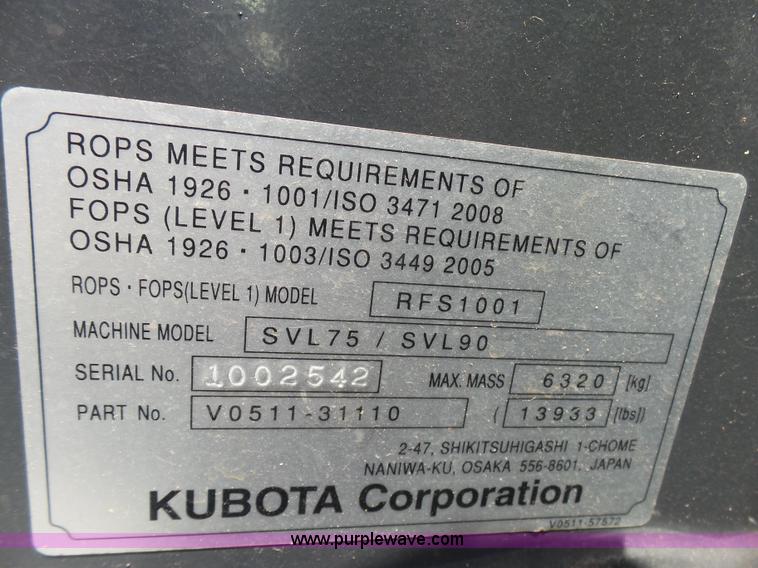 ROPS MEETS REQUIREMENTS OF
OSHA 1926 · 1001/ISO 3471 2008
FOPS (LEVEL 1) MEETS REQUIREMENTS OF
OSHA 1926 · 1003/ISO 3449 2005
ROPS · FOPS(LEVEL 1) MODEL RFS1001
MACHINE MODEL SVL75 / SVL90
SERIAL No. 1002542 MAX. MASS 6320 [kg]
PART No. V0511-31110 ( 13933 [lbs])
2-47, SHIKITSUHIGASHI 1-CHOME
NANIWA-KU, OSAKA 556-8601, JAPAN
KUBOTA Corporation
V0511-57572
www.purplewave.com